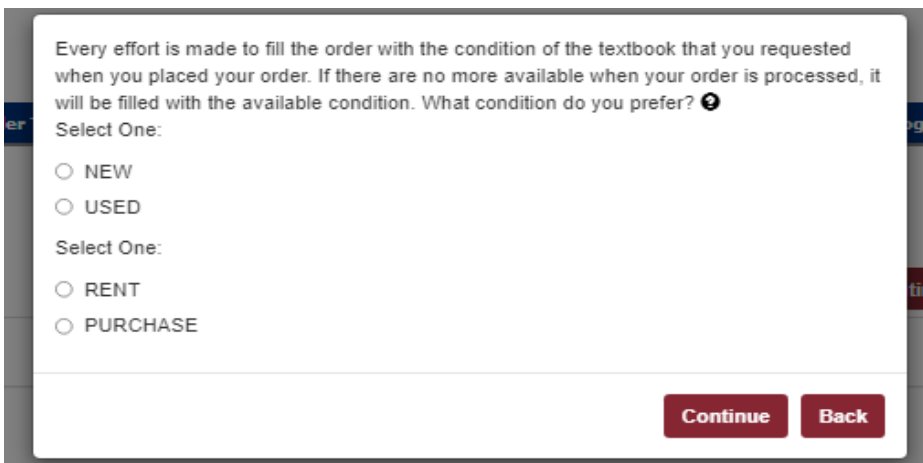 Every effort is made to fill the order with the condition of the textbook that you requested
when you placed your order. If there are no more available when your order is processed, it
will be filled with the available condition. What condition do you prefer?
Select One:
NEW
USED
Select One:
RENT
PURCHASE
Continue Back